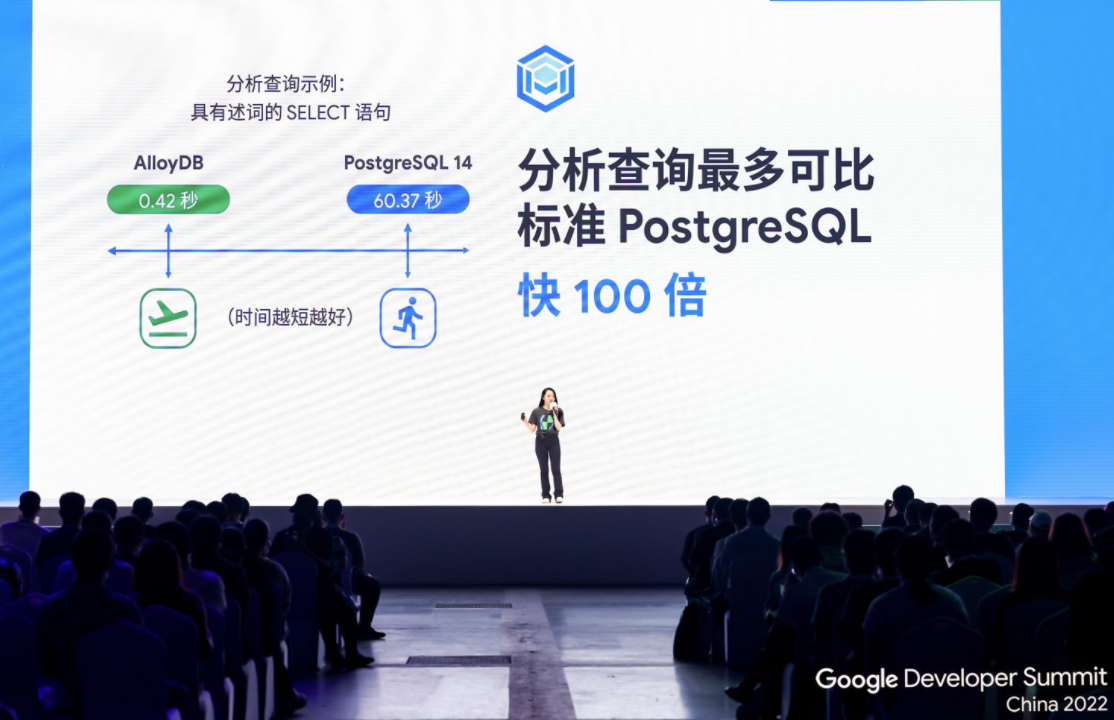 分析查询示例：
具有述词的 SELECT 语句
AlloyDB
0.42 秒
PostgreSQL 14
60.37 秒
（时间越短越好）
分析查询最多可比
标准 PostgreSQL
快 100 倍
Google Developer Summit
China 2022